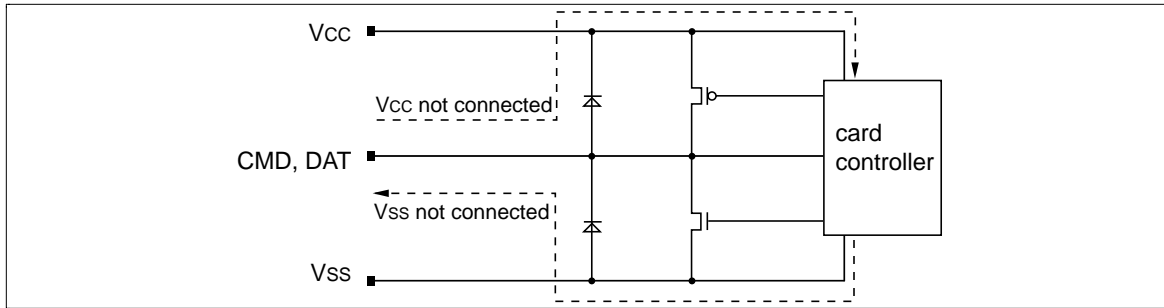 VCC
VCC not connected
card
controller
CMD, DAT
VSS not connected
VSS